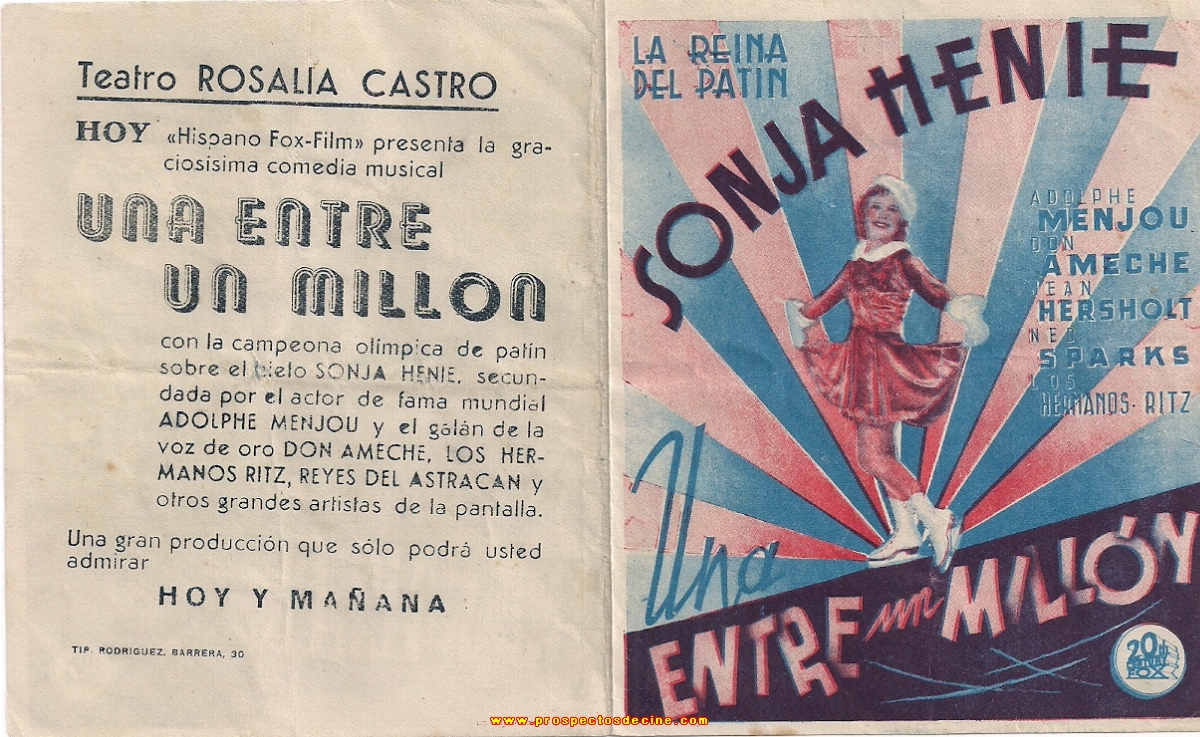 Teatro ROSALÍA CASTRO
HOY «Hispano Fox-Film» presenta la gra-
ciosísima comedia musical
UNA ENTRE
UN MILLON
con la campeona olímpica de patín
sobre el hielo SONJA HENIE, secun-
dada por el actor de fama mundial
ADOLPHE MENJOU y el galán de la
voz de oro DON AMECHE, LOS HER-
MANOS RITZ, REYES DEL ASTRACAN y
otros grandes artistas de la pantalla.
Una gran producción que sólo podrá usted
admirar
HOY Y MAÑANA
TIP. RODRIGUEZ. BARRERA, 30
LA REINA
DEL PATIN
SONJA HENIE
ADOLPHE
MENJOU
DON
AMECHE
JEAN
HERSHOLT
NED
SPARKS
LOS
HERMANOS·RITZ
Una
ENTRE un MILLÓN
20th
CENTURY
FOX
www.prospectosdecine.com